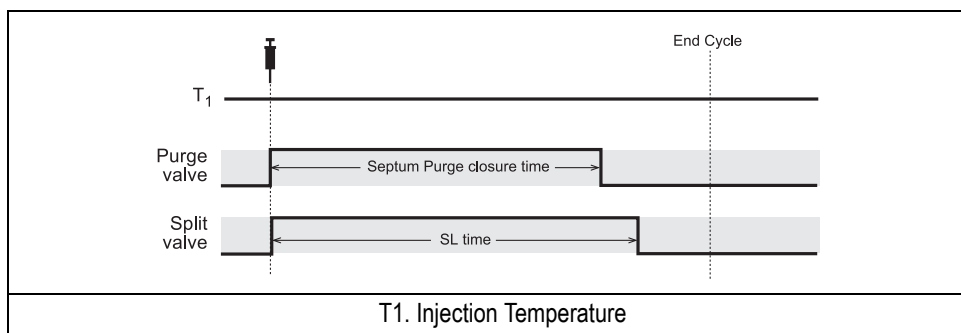 End Cycle
T1
Purge
valve
Septum Purge closure time
Split
valve
SL time
T1. Injection Temperature